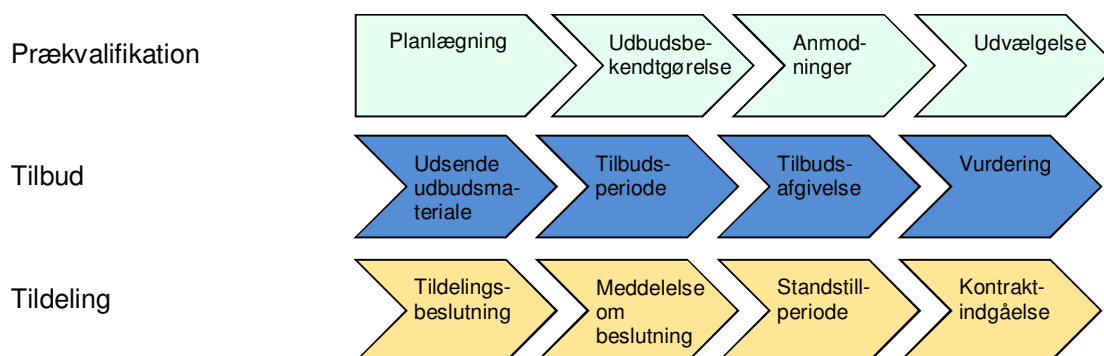 Prækvalifikation
Planlægning
Udbudsbe-
kendtgørelse
Anmod-
ninger
Udvælgelse
Tilbud
Udsende
udbudsma-
teriale
Tilbuds-
periode
Tilbuds-
afgivelse
Vurdering
Tildeling
Tildelings-
beslutning
Meddelelse
om
beslutning
Standstill-
periode
Kontrakt-
indgåelse